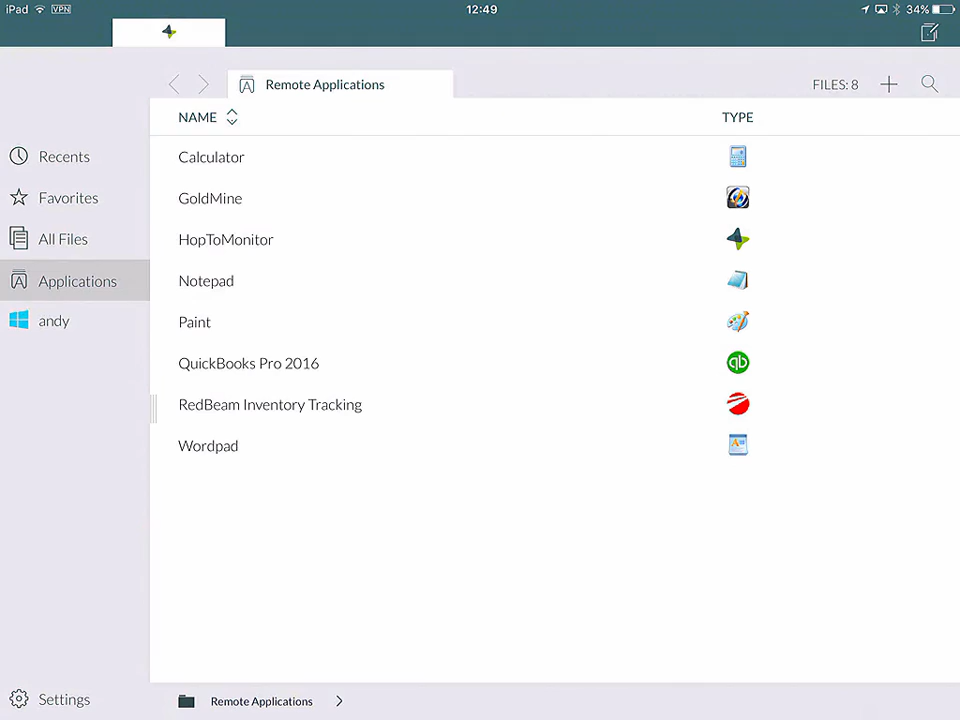 iPad VPN 12:49 34%
Remote Applications FILES: 8
NAME TYPE
Recents
Favorites
All Files
Applications
andy
Calculator
GoldMine
HopToMonitor
Notepad
Paint
QuickBooks Pro 2016
qb
RedBeam Inventory Tracking
Wordpad
Settings
Remote Applications